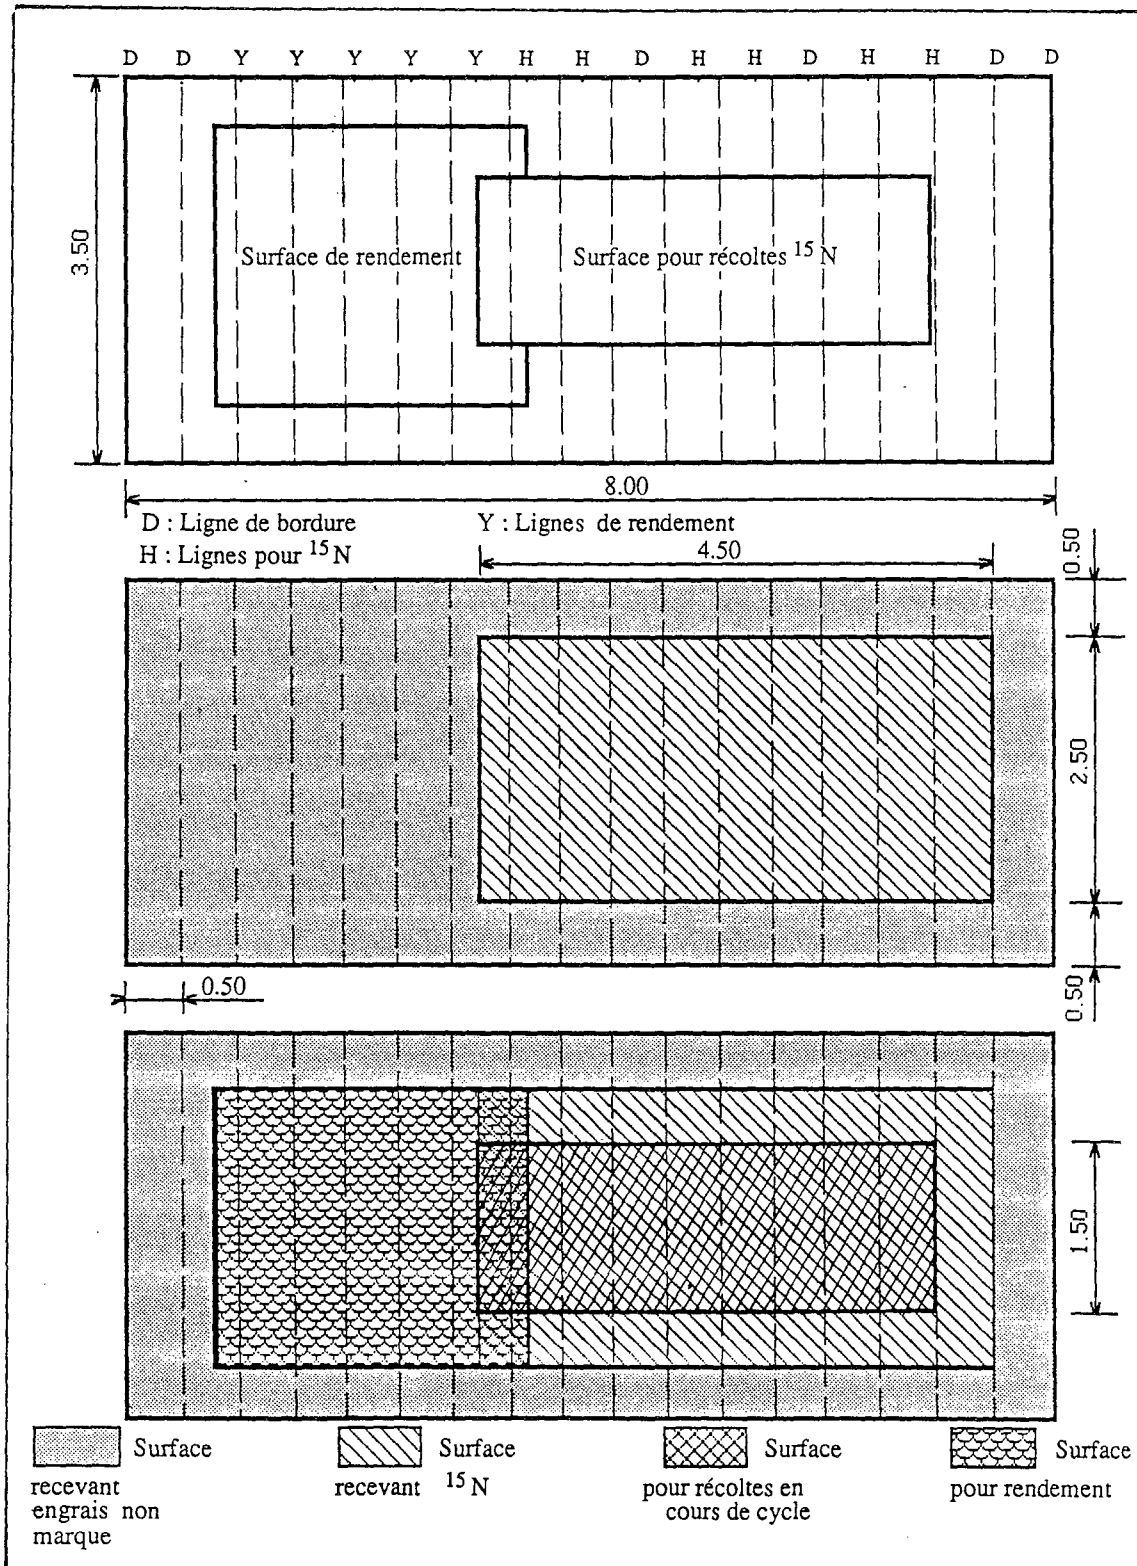 D D Y Y Y Y Y H H D H H D H H D D
3.50
Surface de rendement
Surface pour récoltes 15 N
8.00
D : Ligne de bordure
Y : Lignes de rendement
H : Lignes pour 15 N
4.50
0.50
2.50
0.50
0.50
1.50
Surface
recevant
engrais non
marque
Surface
recevant 15 N
Surface
pour récoltes en
cours de cycle
Surface
pour rendement